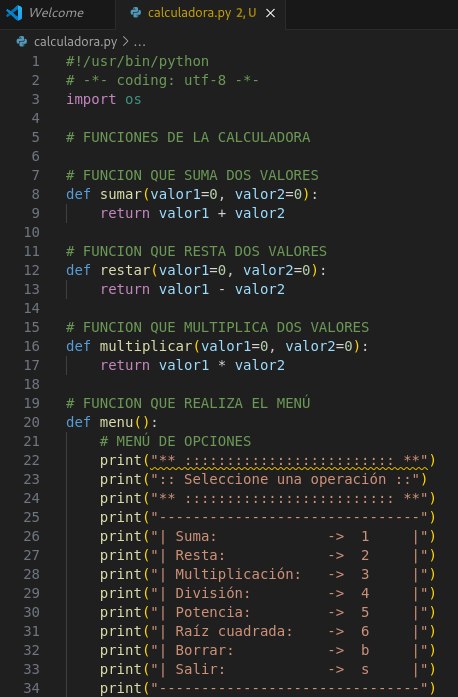 Welcome calculadora.py 2, U ×
calculadora.py > ...
1 #!/usr/bin/python
2 # -*- coding: utf-8 -*-
3 import os
4
5 # FUNCIONES DE LA CALCULADORA
6
7 # FUNCION QUE SUMA DOS VALORES
8 def sumar(valor1=0, valor2=0):
9     return valor1 + valor2
10
11 # FUNCION QUE RESTA DOS VALORES
12 def restar(valor1=0, valor2=0):
13     return valor1 - valor2
14
15 # FUNCION QUE MULTIPLICA DOS VALORES
16 def multiplicar(valor1=0, valor2=0):
17     return valor1 * valor2
18
19 # FUNCION QUE REALIZA EL MENÚ
20 def menu():
21     # MENÚ DE OPCIONES
22     print("** ::::::::::::::::::::::::: **")
23     print(":: Seleccione una operación ::")
24     print("** ::::::::::::::::::::::::: **")
25     print("-------------------------------")
26     print("| Suma:             ->  1     |")
27     print("| Resta:            ->  2     |")
28     print("| Multiplicación:   ->  3     |")
29     print("| División:         ->  4     |")
30     print("| Potencia:         ->  5     |")
31     print("| Raíz cuadrada:    ->  6     |")
32     print("| Borrar:           ->  b     |")
33     print("| Salir:            ->  s     |")
34     print("-------------------------------")